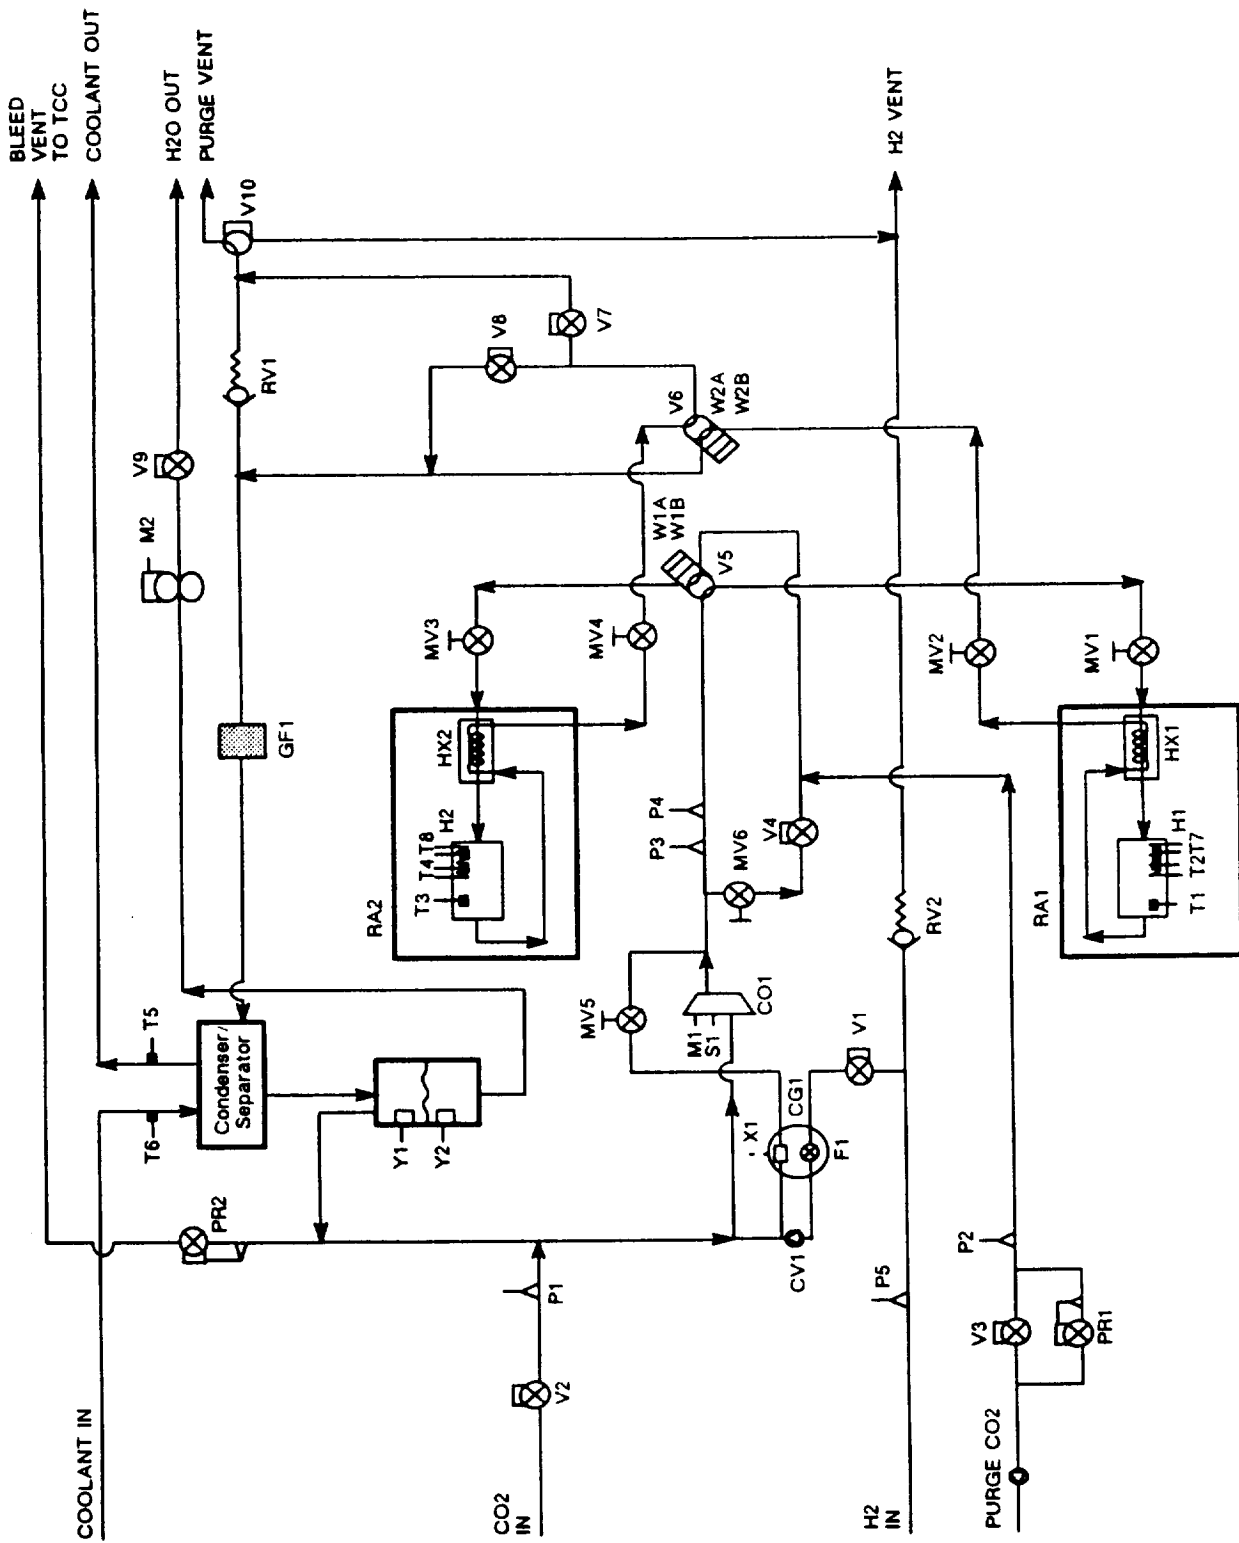 BLEED
VENT
TO TCC
COOLANT OUT
H2O OUT
PURGE VENT
H2 VENT
V10
RV1
V8
V7
V6
W2A
W2B
V9
M2
W1A
W1B
V5
MV3
MV4
MV2
MV1
GF1
HX2
HX1
RA2
H2
T4 T8
T3
P3
P4
MV6
V4
RV2
RA1
H1
T2 T7
T1
T5
T6
Condenser/
Separator
MV5
M1
S1
CO1
V1
Y1
Y2
X1
CG1
F1
PR2
CV1
P1
P5
P2
V2
V3
PR1
COOLANT IN
CO2
IN
H2
IN
PURGE CO2